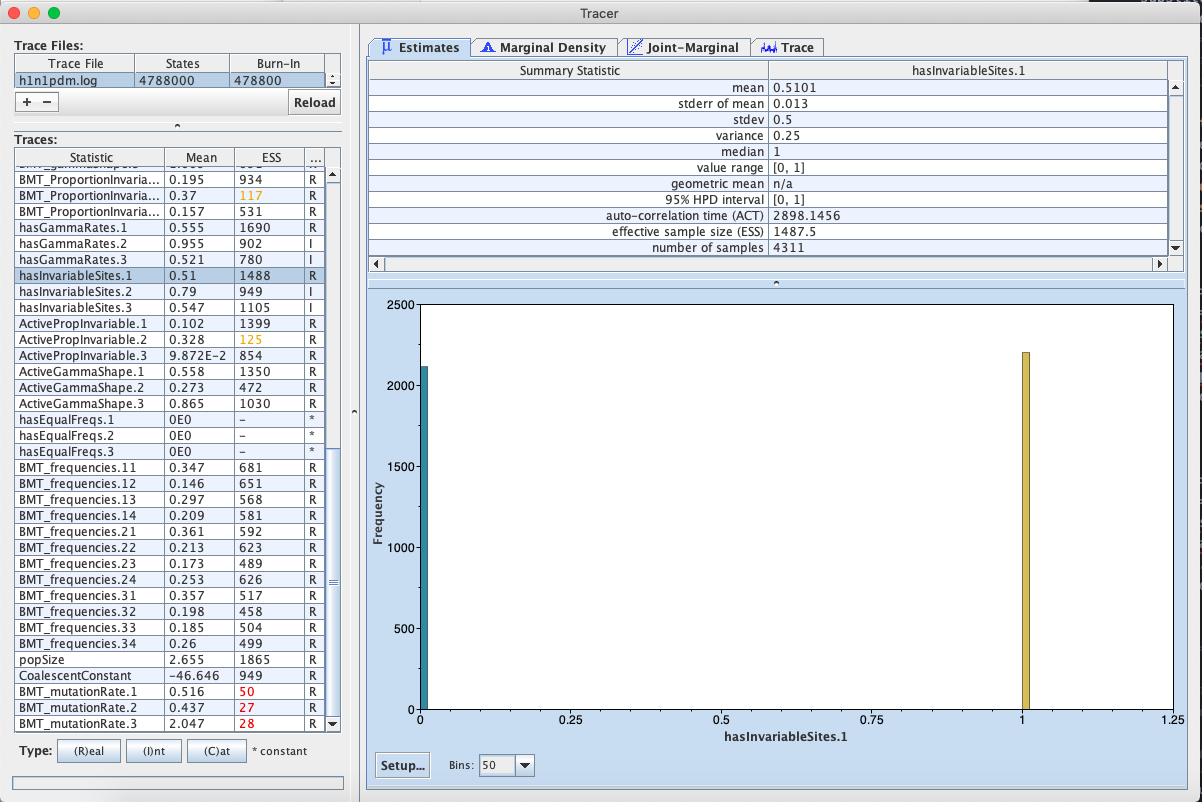 Tracer
Trace Files:
Trace File States Burn-In
h1n1pdm.log 4788000 478800
+ − Reload
Traces:
Statistic Mean ESS ...
BMT_ProportionInvaria... 0.195 934 R
BMT_ProportionInvaria... 0.37 117 R
BMT_ProportionInvaria... 0.157 531 R
hasGammaRates.1 0.555 1690 R
hasGammaRates.2 0.955 902 I
hasGammaRates.3 0.521 780 I
hasInvariableSites.1 0.51 1488 R
hasInvariableSites.2 0.79 949 I
hasInvariableSites.3 0.547 1105 I
ActivePropInvariable.1 0.102 1399 R
ActivePropInvariable.2 0.328 125 R
ActivePropInvariable.3 9.872E-2 854 R
ActiveGammaShape.1 0.558 1350 R
ActiveGammaShape.2 0.273 472 R
ActiveGammaShape.3 0.865 1030 R
hasEqualFreqs.1 0E0 - *
hasEqualFreqs.2 0E0 - *
hasEqualFreqs.3 0E0 - *
BMT_frequencies.11 0.347 681 R
BMT_frequencies.12 0.146 651 R
BMT_frequencies.13 0.297 568 R
BMT_frequencies.14 0.209 581 R
BMT_frequencies.21 0.361 592 R
BMT_frequencies.22 0.213 623 R
BMT_frequencies.23 0.173 489 R
BMT_frequencies.24 0.253 626 R
BMT_frequencies.31 0.357 517 R
BMT_frequencies.32 0.198 458 R
BMT_frequencies.33 0.185 504 R
BMT_frequencies.34 0.26 499 R
popSize 2.655 1865 R
CoalescentConstant -46.646 949 R
BMT_mutationRate.1 0.516 50 R
BMT_mutationRate.2 0.437 27 R
BMT_mutationRate.3 2.047 28 R
Type: (R)eal (I)nt (C)at * constant
Estimates Marginal Density Joint-Marginal Trace
Summary Statistic hasInvariableSites.1
mean 0.5101
stderr of mean 0.013
stdev 0.5
variance 0.25
median 1
value range [0, 1]
geometric mean n/a
95% HPD interval [0, 1]
auto-correlation time (ACT) 2898.1456
effective sample size (ESS) 1487.5
number of samples 4311
2500
2000
1500
1000
500
0
Frequency
0 0.25 0.5 0.75 1 1.25
hasInvariableSites.1
Setup... Bins: 50